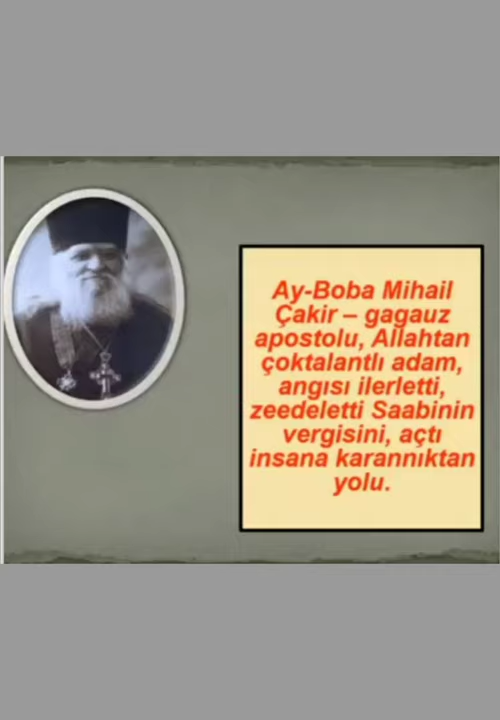 Ay-Boba Mihail
Çakir – gagauz
apostolu, Allahtan
çoktalantlı adam,
angısı ilerletti,
zeedeletti Saabinin
vergisini, açtı
insana karannıktan
yolu.